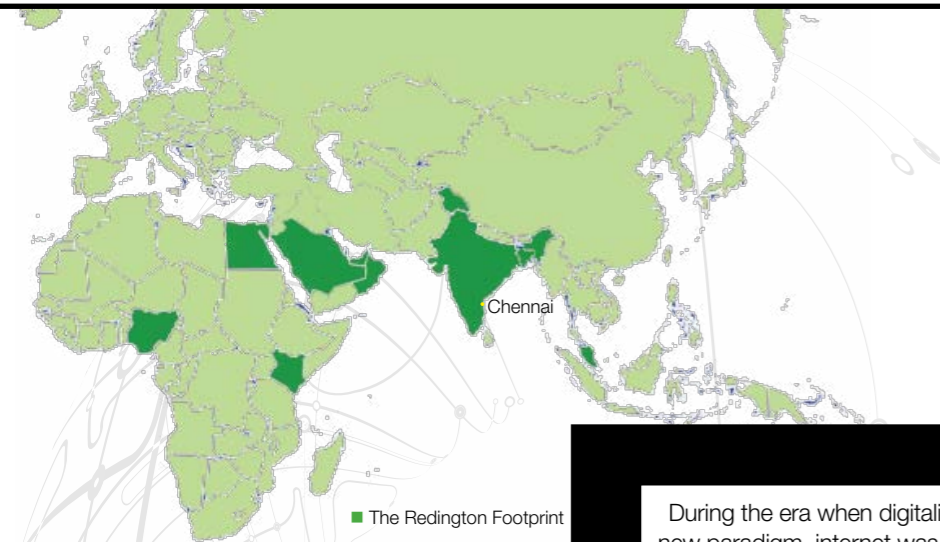 Chennai
The Redington Footprint
During the era when digitali
new paradigm, internet was